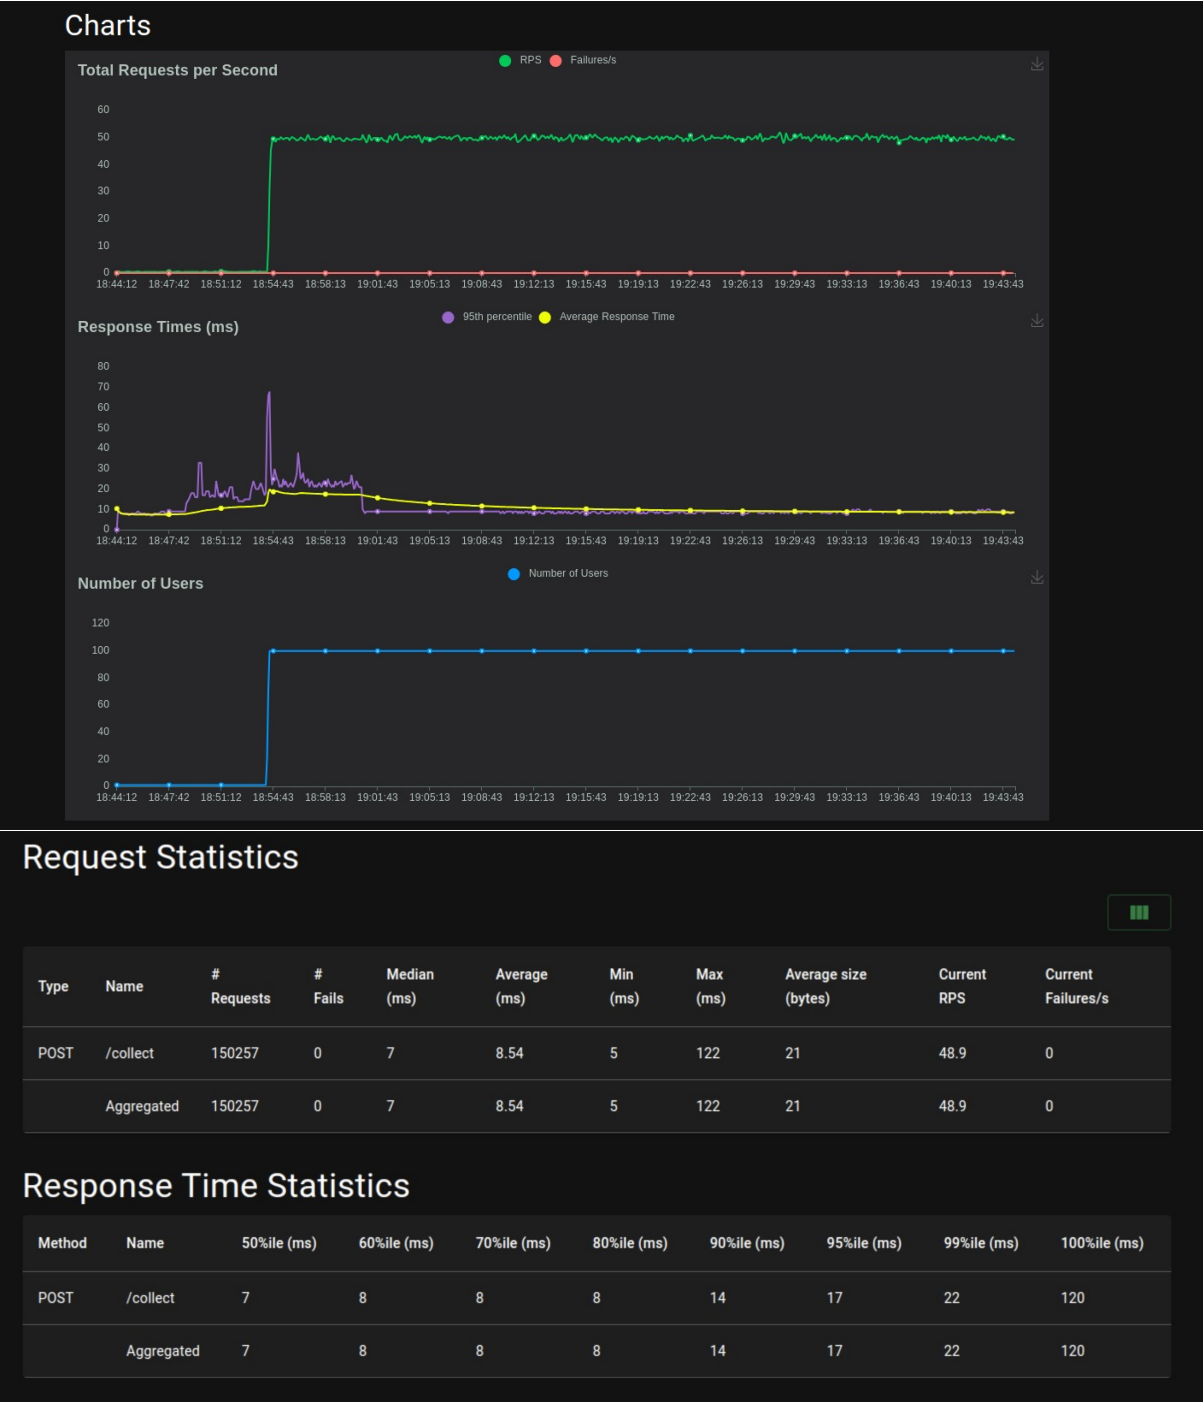 Charts
Total Requests per Second
RPS Failures/s
60
50
40
30
20
10
0
18:44:12 18:47:42 18:51:12 18:54:43 18:58:13 19:01:43 19:05:13 19:08:43 19:12:13 19:15:43 19:19:13 19:22:43 19:26:13 19:29:43 19:33:13 19:36:43 19:40:13 19:43:43
Response Times (ms)
95th percentile Average Response Time
80
70
60
50
40
30
20
10
0
18:44:12 18:47:42 18:51:12 18:54:43 18:58:13 19:01:43 19:05:13 19:08:43 19:12:13 19:15:43 19:19:13 19:22:43 19:26:13 19:29:43 19:33:13 19:36:43 19:40:13 19:43:43
Number of Users
Number of Users
120
100
80
60
40
20
0
18:44:12 18:47:42 18:51:12 18:54:43 18:58:13 19:01:43 19:05:13 19:08:43 19:12:13 19:15:43 19:19:13 19:22:43 19:26:13 19:29:43 19:33:13 19:36:43 19:40:13 19:43:43
Request Statistics
Type Name # Requests # Fails Median (ms) Average (ms) Min (ms) Max (ms) Average size (bytes) Current RPS Current Failures/s
POST /collect 150257 0 7 8.54 5 122 21 48.9 0
Aggregated 150257 0 7 8.54 5 122 21 48.9 0
Response Time Statistics
Method Name 50%ile (ms) 60%ile (ms) 70%ile (ms) 80%ile (ms) 90%ile (ms) 95%ile (ms) 99%ile (ms) 100%ile (ms)
POST /collect 7 8 8 8 14 17 22 120
Aggregated 7 8 8 8 14 17 22 120